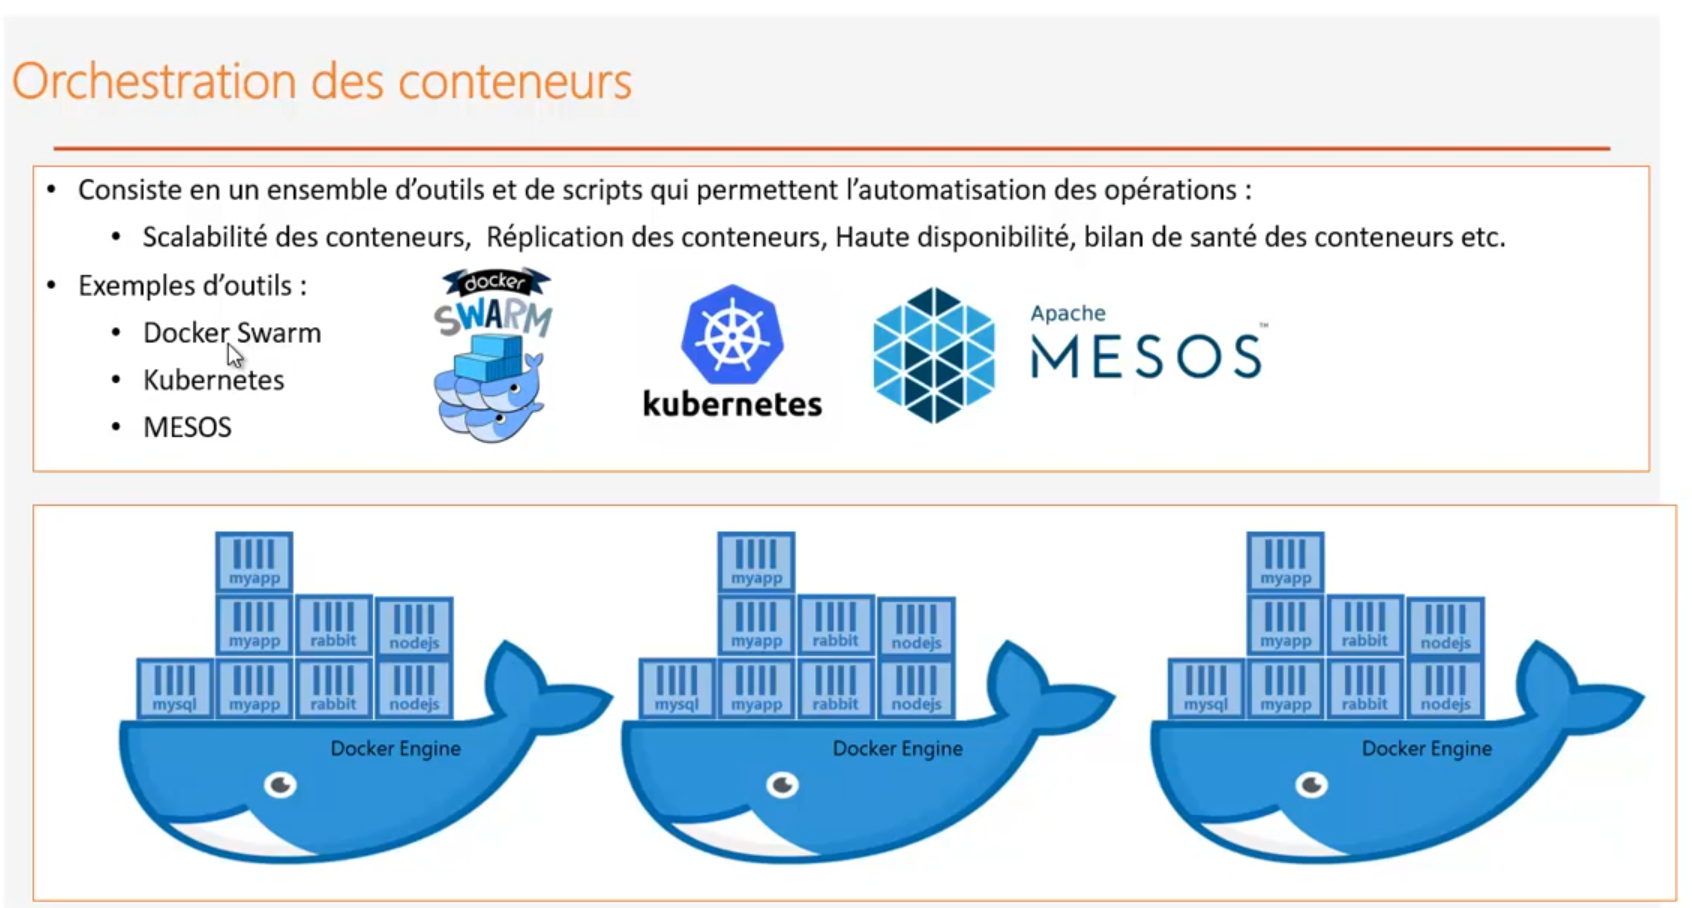 Orchestration des conteneurs
• Consiste en un ensemble d’outils et de scripts qui permettent l’automatisation des opérations :
• Scalabilité des conteneurs, Réplication des conteneurs, Haute disponibilité, bilan de santé des conteneurs etc.
• Exemples d’outils :
• Docker Swarm
• Kubernetes
• MESOS
docker
SWARM
kubernetes
Apache
MESOS™
myapp
myapp rabbit nodejs
mysql myapp rabbit nodejs
Docker Engine
myapp
myapp rabbit nodejs
mysql myapp rabbit nodejs
Docker Engine
myapp
myapp rabbit nodejs
mysql myapp rabbit nodejs
Docker Engine